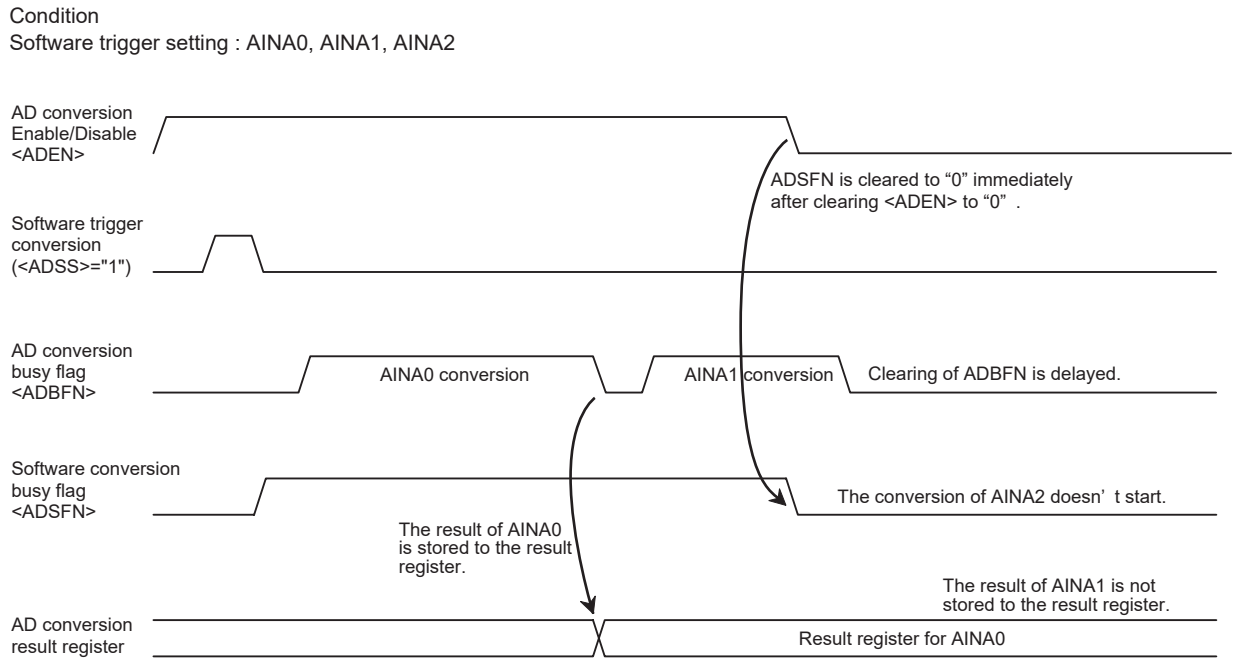 Condition
Software trigger setting : AINA0, AINA1, AINA2
AD conversion
Enable/Disable
<ADEN>
ADSFN is cleared to “0” immediately
after clearing <ADEN> to “0” .
Software trigger
conversion
(<ADSS>="1")
AD conversion
busy flag
<ADBFN>
AINA0 conversion
AINA1 conversion
Clearing of ADBFN is delayed.
Software conversion
busy flag
<ADSFN>
The conversion of AINA2 doesn’ t start.
The result of AINA0
is stored to the result
register.
The result of AINA1 is not
stored to the result register.
AD conversion
result register
Result register for AINA0